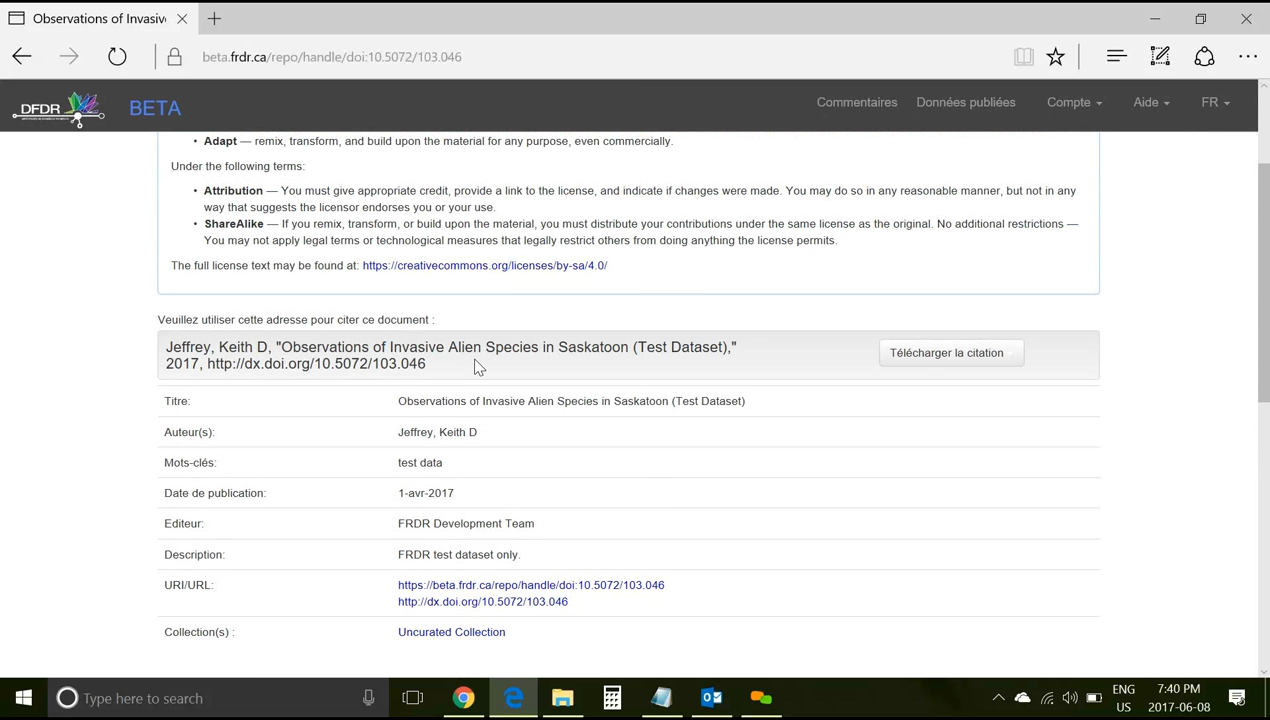 Observations of Invasiv
beta.frdr.ca/repo/handle/doi:10.5072/103.046
DFDR
BETA
Commentaires
Données publiées
Compte
Aide
FR
• Adapt — remix, transform, and build upon the material for any purpose, even commercially.
Under the following terms:
• Attribution — You must give appropriate credit, provide a link to the license, and indicate if changes were made. You may do so in any reasonable manner, but not in any
way that suggests the licensor endorses you or your use.
• ShareAlike — If you remix, transform, or build upon the material, you must distribute your contributions under the same license as the original. No additional restrictions —
You may not apply legal terms or technological measures that legally restrict others from doing anything the license permits.
The full license text may be found at: https://creativecommons.org/licenses/by-sa/4.0/
Veuillez utiliser cette adresse pour citer ce document :
Jeffrey, Keith D, "Observations of Invasive Alien Species in Saskatoon (Test Dataset),"
2017, http://dx.doi.org/10.5072/103.046
Télécharger la citation
Titre: Observations of Invasive Alien Species in Saskatoon (Test Dataset)
Auteur(s): Jeffrey, Keith D
Mots-clés: test data
Date de publication: 1-avr-2017
Editeur: FRDR Development Team
Description: FRDR test dataset only.
URI/URL: https://beta.frdr.ca/repo/handle/doi:10.5072/103.046
http://dx.doi.org/10.5072/103.046
Collection(s) : Uncurated Collection
Type here to search
ENG
US
7:40 PM
2017-06-08